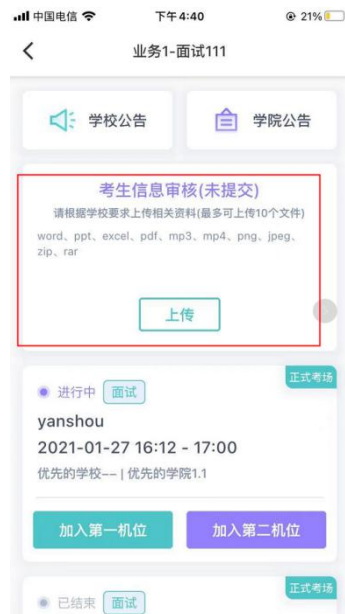 中国电信 下午4:40 21%
业务1-面试111
学校公告 学院公告
考生信息审核(未提交)
请根据学校要求上传相关资料(最多可上传10个文件)
word、ppt、excel、pdf、mp3、mp4、png、jpeg、
zip、rar
上传
正式考场
进行中 面试
yanshou
2021-01-27 16:12 - 17:00
优先的学校--|优先的学院1.1
加入第一机位 加入第二机位
正式考场
已结束 面试